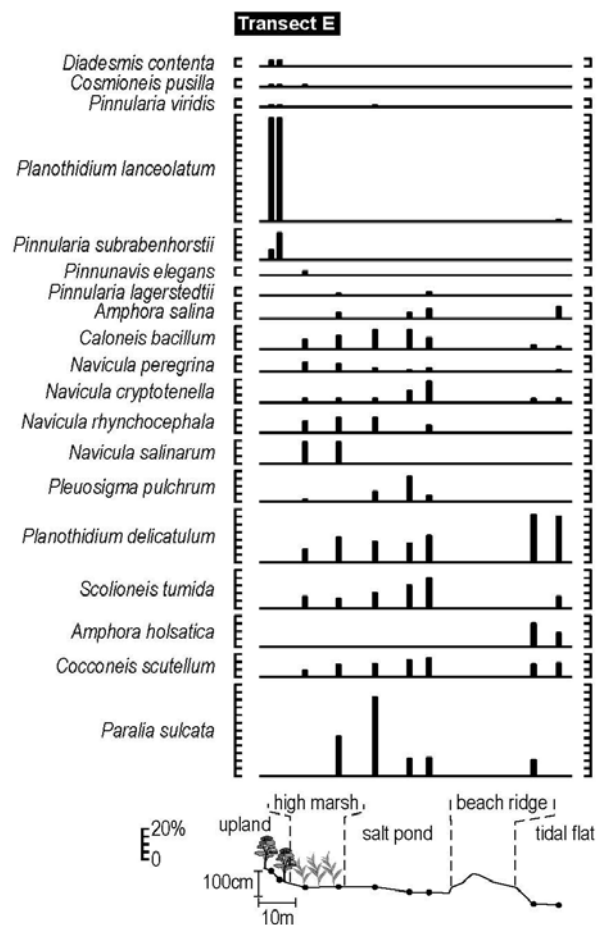 Transect E
Diadesmis contenta
Cosmioneis pusilla
Pinnularia viridis
Planothidium lanceolatum
Pinnularia subrabenhorstii
Pinnunavis elegans
Pinnularia lagerstedtii
Amphora salina
Caloneis bacillum
Navicula peregrina
Navicula cryptotenella
Navicula rhynchocephala
Navicula salinarum
Pleuosigma pulchrum
Planothidium delicatulum
Scolioneis tumida
Amphora holsatica
Cocconeis scutellum
Paralia sulcata
high marsh
beach ridge
20%
upland
salt pond
tidal flat
0
100cm
10m